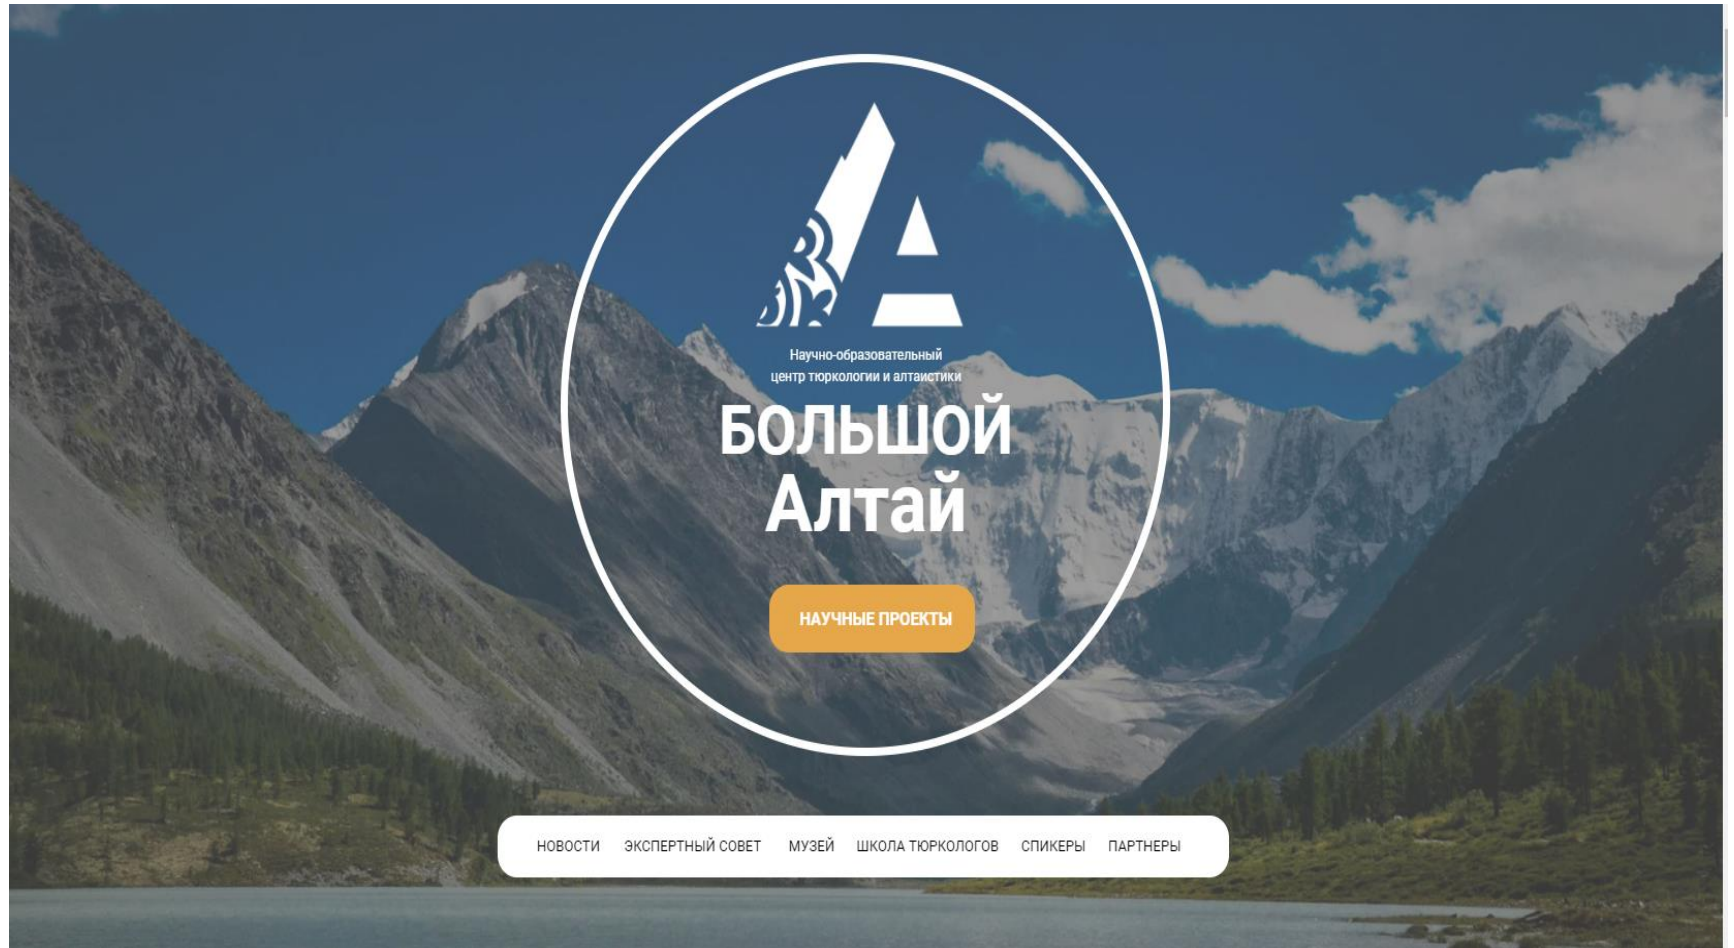 Научно-образовательный
центр тюркологии и алтаистики
БОЛЬШОЙ
Алтай
НАУЧНЫЕ ПРОЕКТЫ
НОВОСТИ ЭКСПЕРТНЫЙ СОВЕТ МУЗЕЙ ШКОЛА ТЮРКОЛОГОВ СПИКЕРЫ ПАРТНЕРЫ